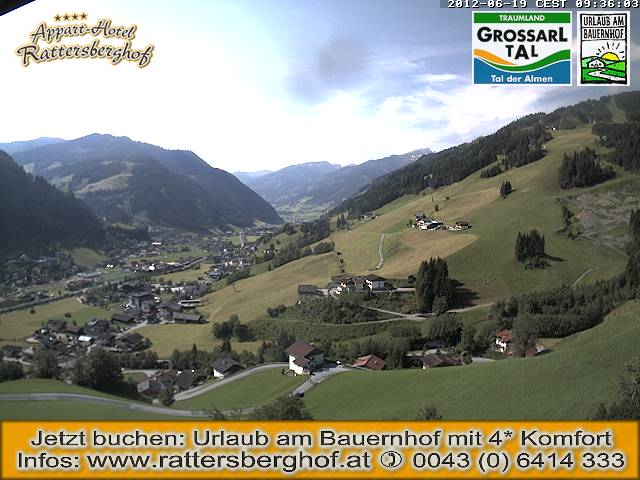 2012-06-19 CEST 09:36:03
Appart-Hotel
Rattersberghof
TRAUMLAND
GROSSARL
TAL
Tal der Almen
URLAUB AM
BAUERNHOF
Jetzt buchen: Urlaub am Bauernhof mit 4* Komfort
Infos: www.rattersberghof.at ✆ 0043 (0) 6414 333